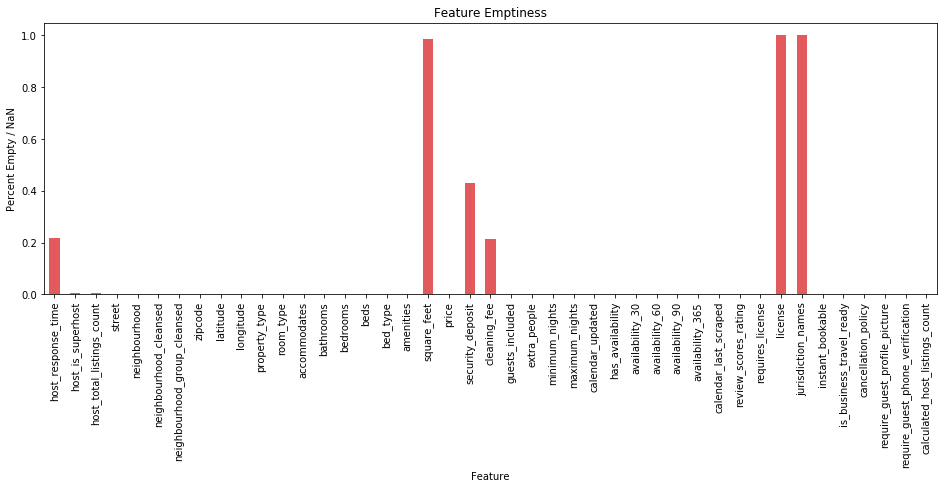 Feature Emptiness
Percent Empty / NaN
1.0
0.8
0.6
0.4
0.2
0.0
host_response_time
host_is_superhost
host_total_listings_count
street
neighbourhood
neighbourhood_cleansed
neighbourhood_group_cleansed
zipcode
latitude
longitude
property_type
room_type
accommodates
bathrooms
bedrooms
beds
bed_type
amenities
square_feet
price
security_deposit
cleaning_fee
guests_included
extra_people
minimum_nights
maximum_nights
calendar_updated
has_availability
availability_30
availability_60
availability_90
availability_365
calendar_last_scraped
review_scores_rating
requires_license
license
jurisdiction_names
instant_bookable
is_business_travel_ready
cancellation_policy
require_guest_profile_picture
require_guest_phone_verification
calculated_host_listings_count
Feature